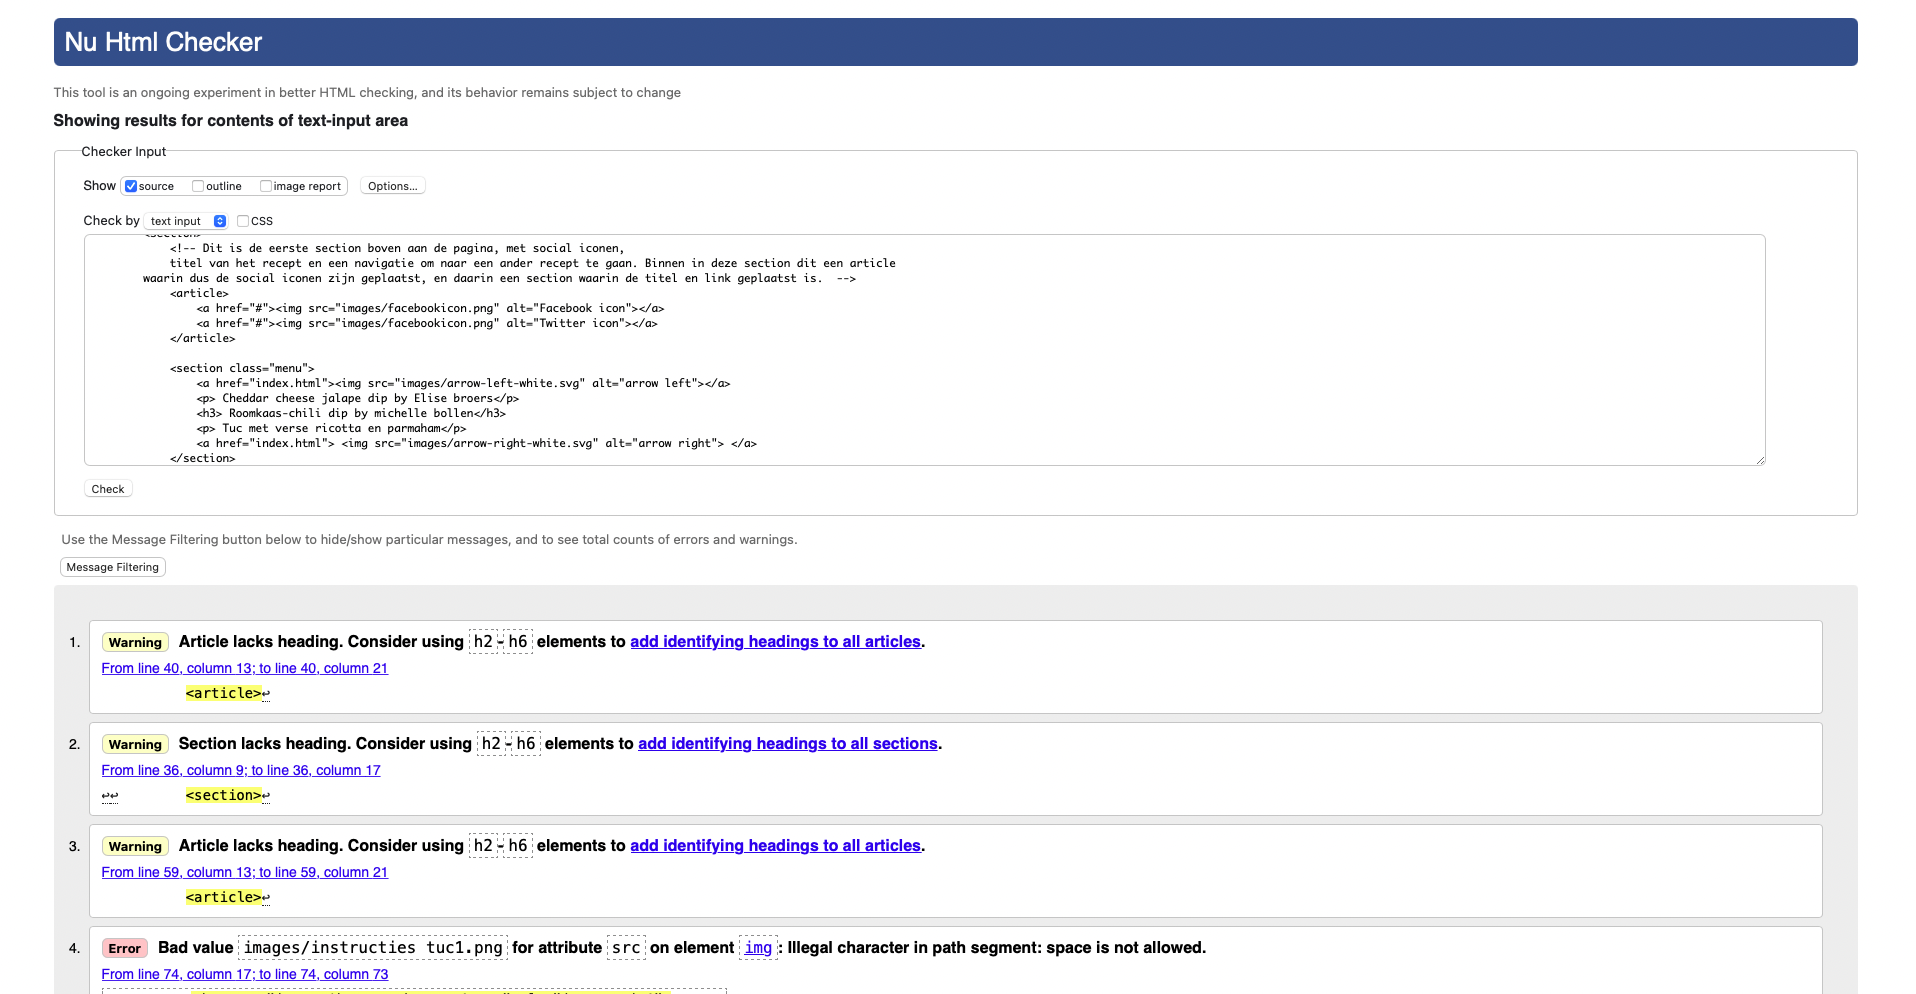 Nu Html Checker
This tool is an ongoing experiment in better HTML checking, and its behavior remains subject to change
Showing results for contents of text-input area
Checker Input
Show source outline image report Options...
Check by text input CSS
<section>
<!-- Dit is de eerste section boven aan de pagina, met social iconen,
titel van het recept en een navigatie om naar een ander recept te gaan. Binnen in deze section dit een article
waarin dus de social iconen zijn geplaatst, en daarin een section waarin de titel en link geplaatst is.  -->
<article>
<a href="#"><img src="images/facebookicon.png" alt="Facebook icon"></a>
<a href="#"><img src="images/facebookicon.png" alt="Twitter icon"></a>
</article>
<section class="menu">
<a href="index.html"><img src="images/arrow-left-white.svg" alt="arrow left"></a>
<p> Cheddar cheese jalape dip by Elise broers</p>
<h3> Roomkaas-chili dip by michelle bollen</h3>
<p> Tuc met verse ricotta en parmaham</p>
<a href="index.html"> <img src="images/arrow-right-white.svg" alt="arrow right"> </a>
</section>
Check
Use the Message Filtering button below to hide/show particular messages, and to see total counts of errors and warnings.
Message Filtering
1. Warning Article lacks heading. Consider using h2-h6 elements to add identifying headings to all articles.
From line 40, column 13; to line 40, column 21
<article>↩
2. Warning Section lacks heading. Consider using h2-h6 elements to add identifying headings to all sections.
From line 36, column 9; to line 36, column 17
↩↩ <section>↩
3. Warning Article lacks heading. Consider using h2-h6 elements to add identifying headings to all articles.
From line 59, column 13; to line 59, column 21
<article>↩
4. Error Bad value images/instructies tuc1.png for attribute src on element img: Illegal character in path segment: space is not allowed.
From line 74, column 17; to line 74, column 73